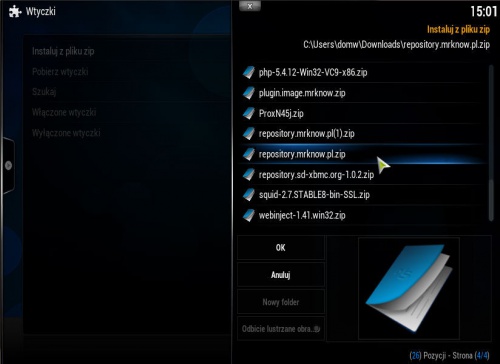 Wtyczki
Instaluj z pliku zip
Pobierz wtyczki
Szukaj
Włączone wtyczki
Wyłączone wtyczki
x
15:01
Instaluj z pliku zip
C:\Users\domw\Downloads\repository.mrknow.pl.zip
php-5.4.12-Win32-VC9-x86.zip
plugin.image.mrknow.zip
ProxN45j.zip
repository.mrknow.pl(1).zip
repository.mrknow.pl.zip
repository.sd-xbmc.org-1.0.2.zip
squid-2.7.STABLE8-bin-SSL.zip
webinject-1.41.win32.zip
OK
Anuluj
Nowy folder
Odbicie lustrzane obra..
(26) Pozycji - Strona (4/4)